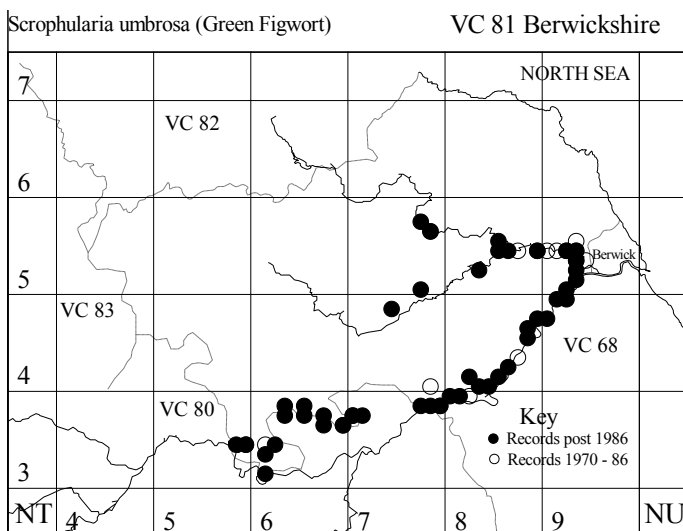 Scrophularia umbrosa (Green Figwort) VC 81 Berwickshire
NORTH SEA
7
VC 82
6
Berwick
5
VC 83
VC 68
4
VC 80
Key
Records post 1986
Records 1970 - 86
3
NT 4 5 6 7 8 9 NU